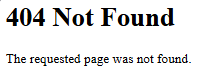 404 Not Found
The requested page was not found.